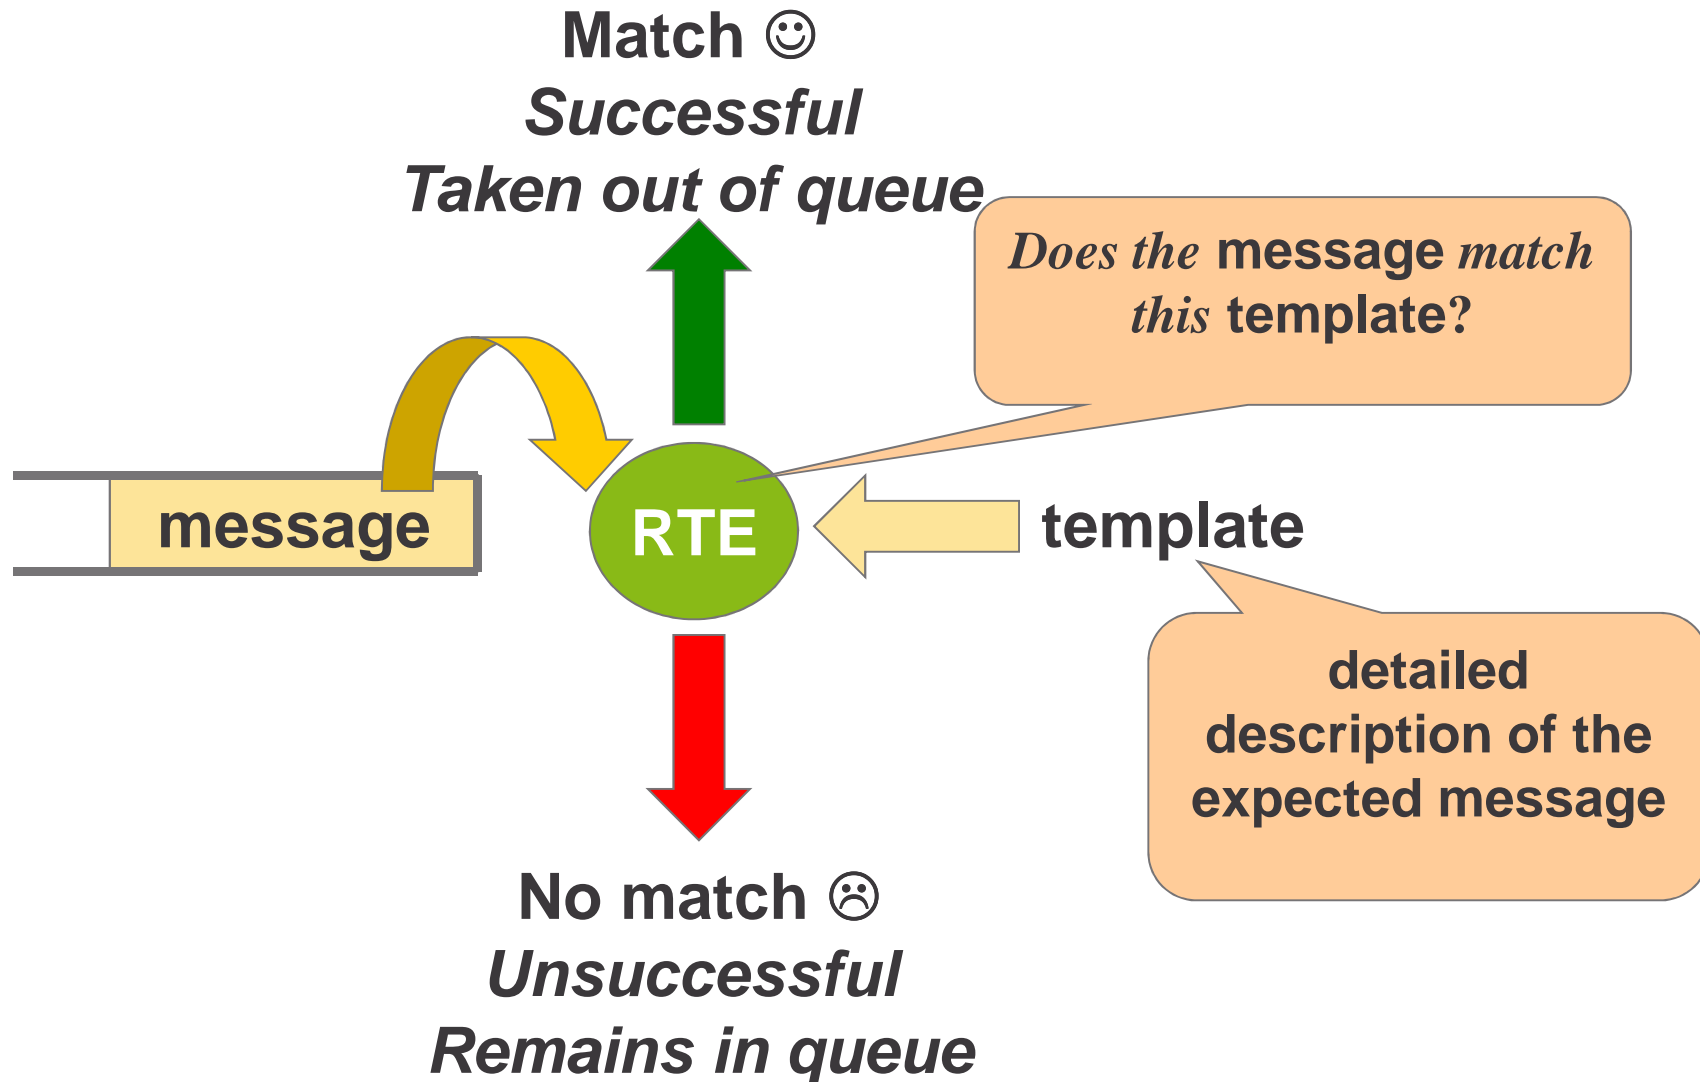 Match ☺
Successful
Taken out of queue
Does the message match
this template?
message
RTE
template
detailed
description of the
expected message
No match ☹
Unsuccessful
Remains in queue